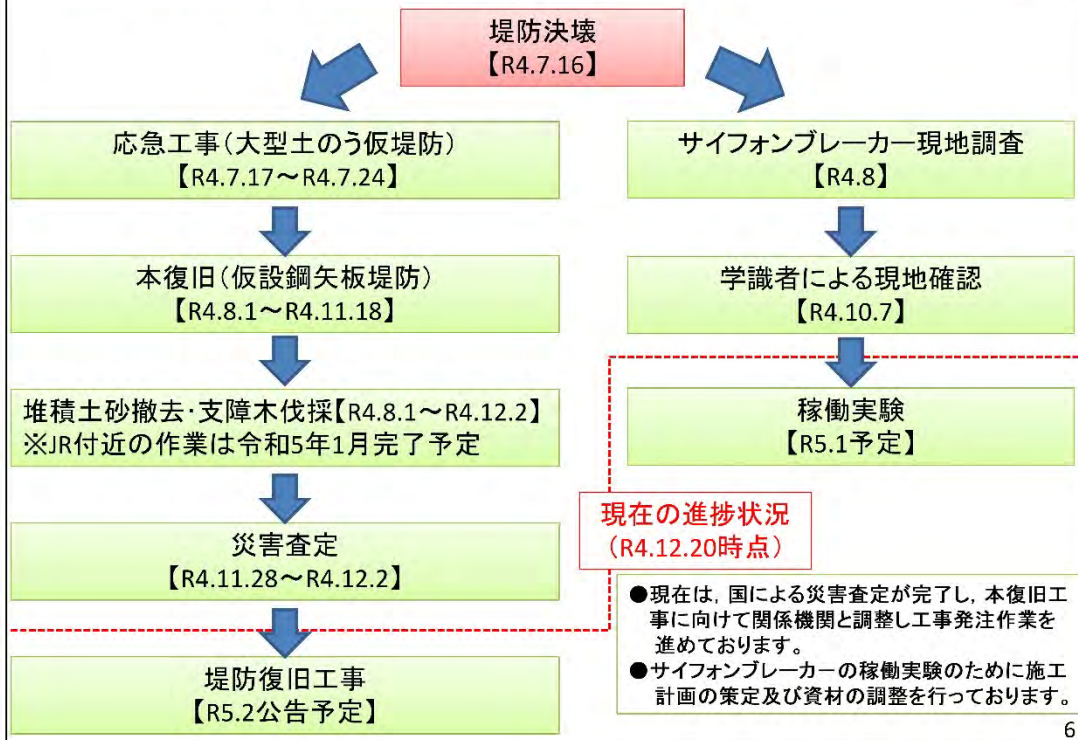 堤防決壊
【R4.7.16】
応急工事(大型土のう仮堤防)
【R4.7.17～R4.7.24】
本復旧(仮設鋼矢板堤防)
【R4.8.1～R4.11.18】
堆積土砂撤去・支障木伐採【R4.8.1～R4.12.2】
※JR付近の作業は令和5年1月完了予定
災害査定
【R4.11.28～R4.12.2】
堤防復旧工事
【R5.2公告予定】
サイフォンブレーカー現地調査
【R4.8】
学識者による現地確認
【R4.10.7】
稼働実験
【R5.1予定】
現在の進捗状況
(R4.12.20時点)
●現在は，国による災害査定が完了し，本復旧工
事に向けて関係機関と調整し工事発注作業を
進めております。
●サイフォンブレーカーの稼働実験のために施工
計画の策定及び資材の調整を行っております。
6